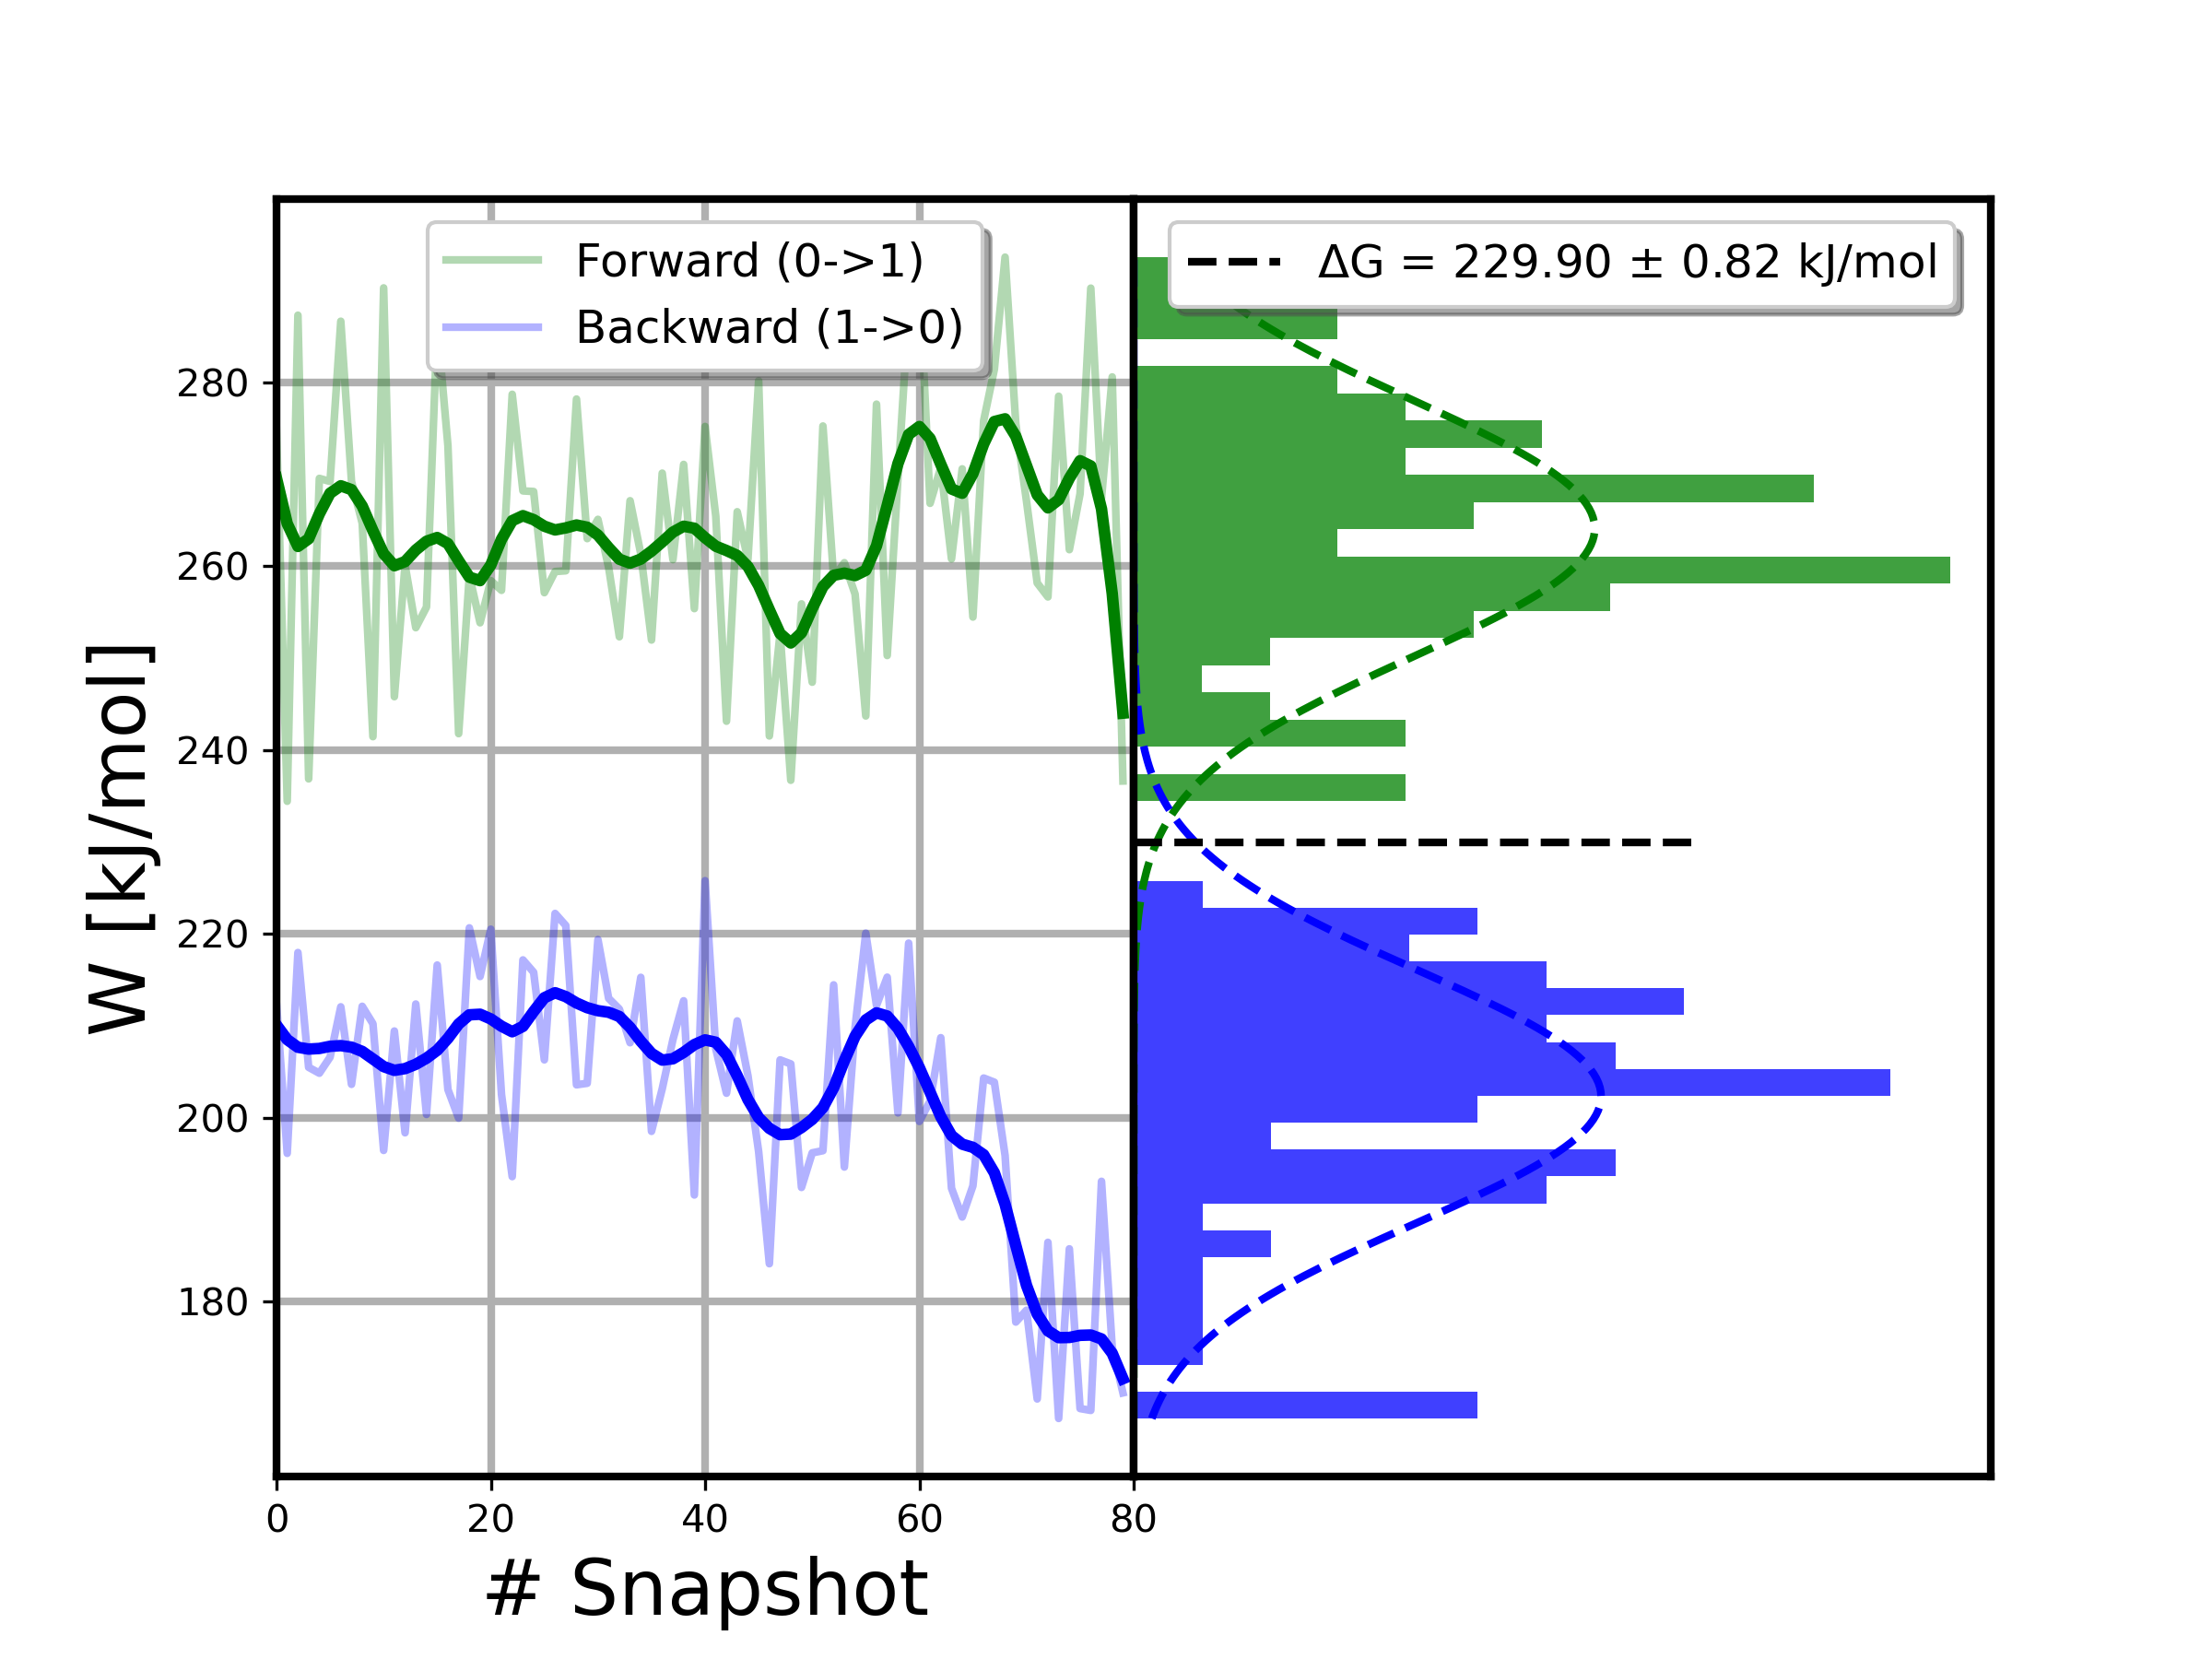 Forward (0->1)
Backward (1->0)
ΔG = 229.90 ± 0.82 kJ/mol
W [kJ/mol]
280
260
240
220
200
180
0 20 40 60 80
# Snapshot